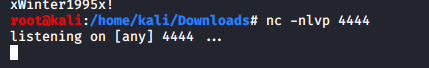 xWinter1995x!
root@kali:/home/kali/Downloads# nc -nlvp 4444
listening on [any] 4444 ...